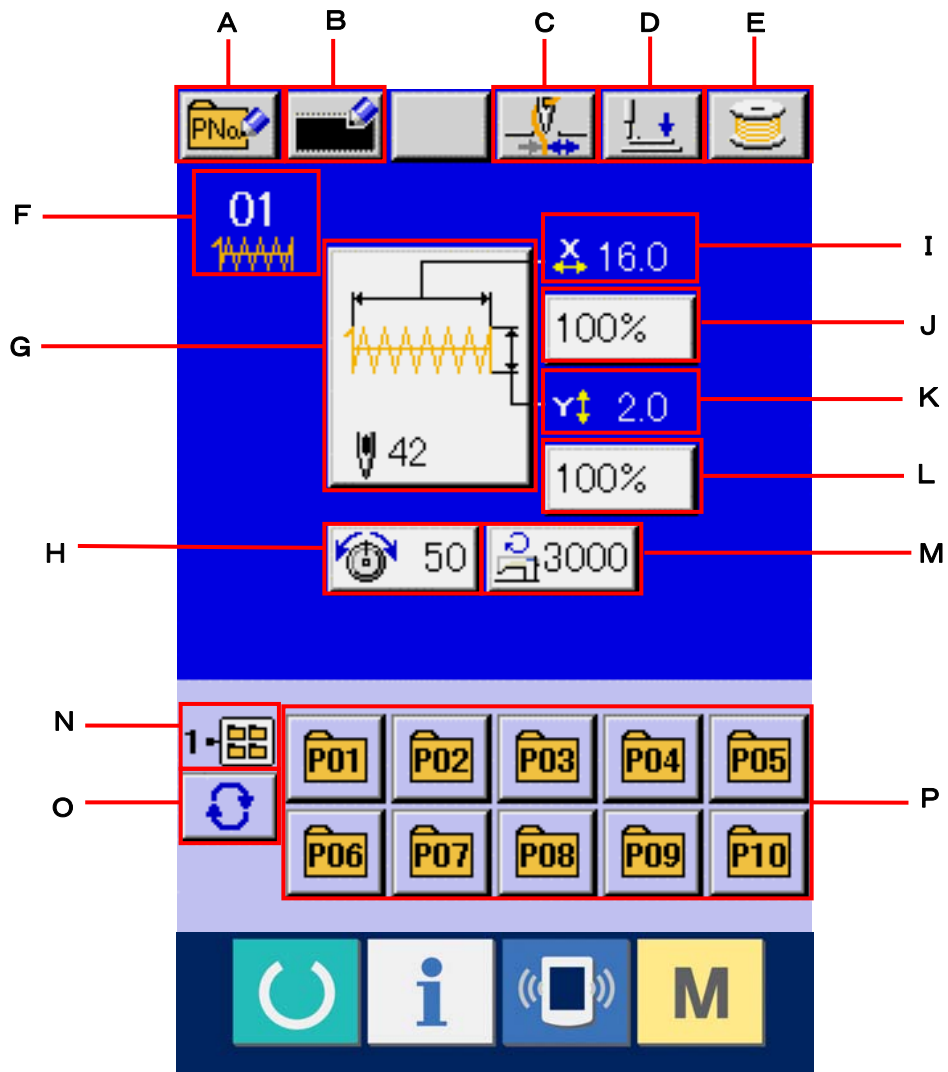 A B C D E
PNo.
F 01
I X 16.0
J 100%
G
K Y 2.0
42
L 100%
H 50 3000 M
N 1
P01 P02 P03 P04 P05
O P
P06 P07 P08 P09 P10
i M